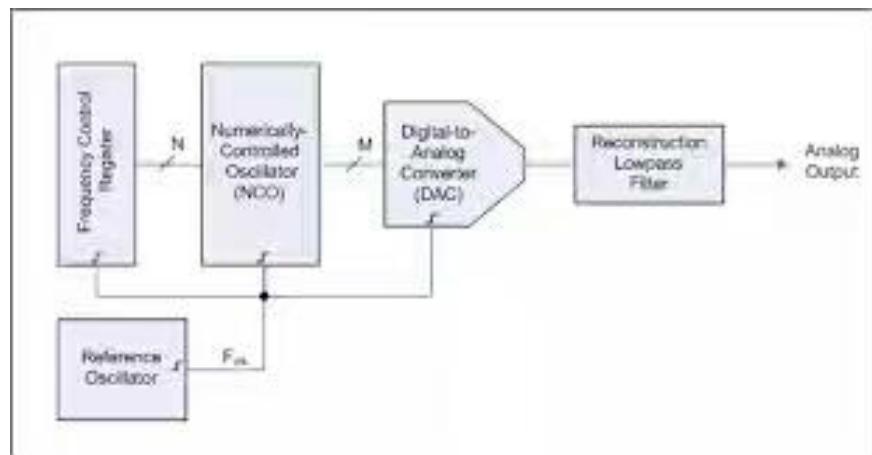 Frequency Control
Register
N
Numerically-
Controlled
Oscillator
(NCO)
M
Digital-to-
Analog
Converter
(DAC)
Reconstruction
Lowpass
Filter
Analog
Output
Reference
Oscillator